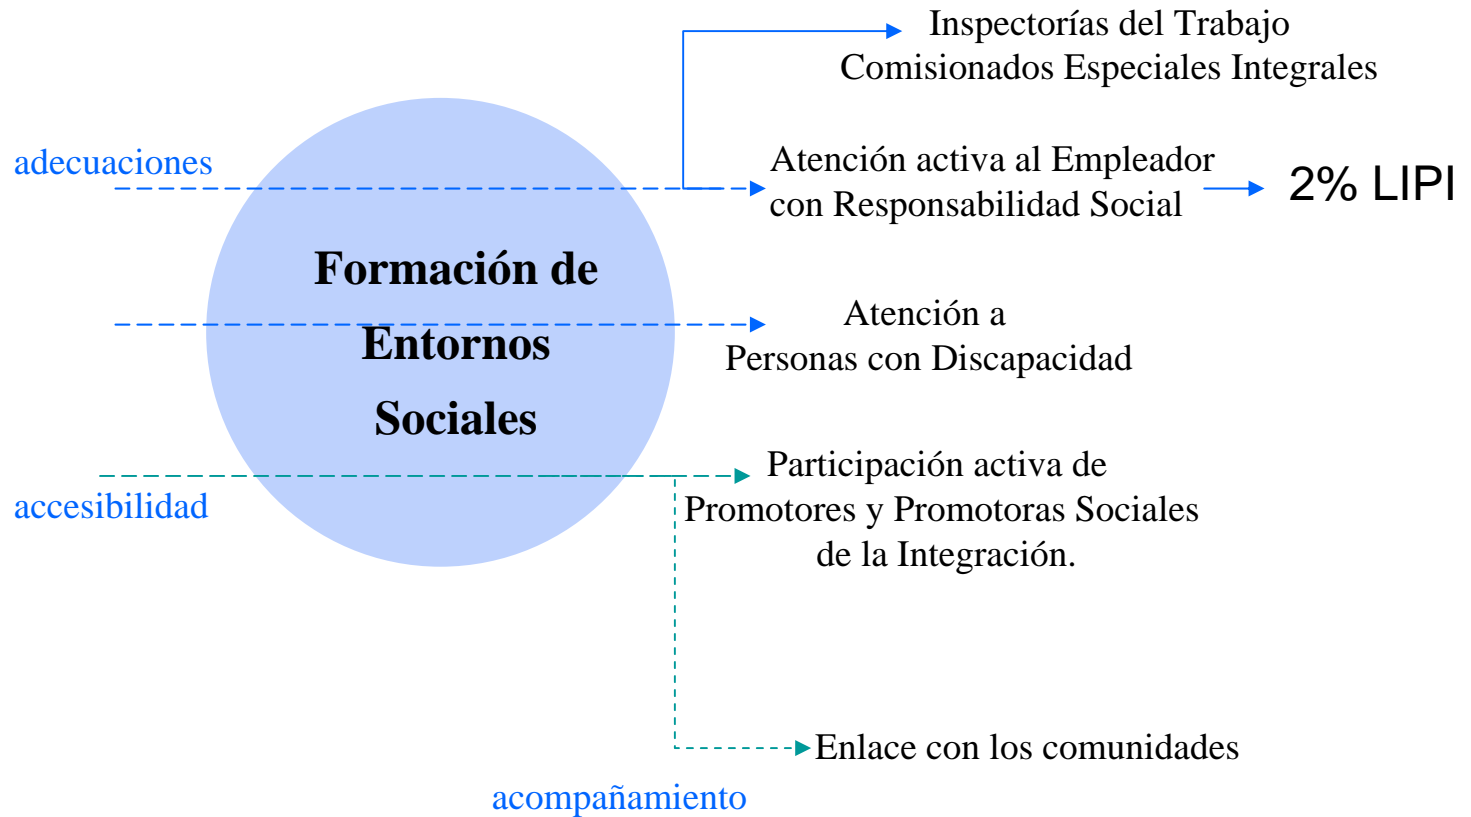 Inspectorías del Trabajo
Comisionados Especiales Integrales
adecuaciones
Atención activa al Empleador
con Responsabilidad Social
2% LIPI
Formación de
Entornos
Sociales
Atención a
Personas con Discapacidad
accesibilidad
Participación activa de
Promotores y Promotoras Sociales
de la Integración.
Enlace con los comunidades
acompañamiento